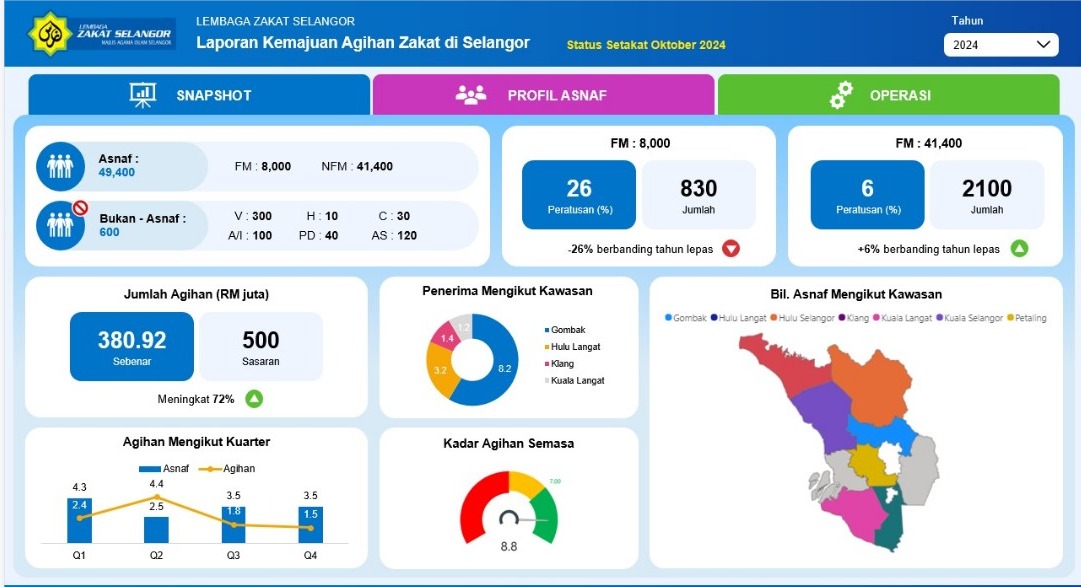 LEMBAGA
ZAKAT SELANGOR
MAJLIS AGAMA ISLAM SELANGOR
LEMBAGA ZAKAT SELANGOR
Laporan Kemajuan Agihan Zakat di Selangor
Status Setakat Oktober 2024
Tahun
2024
SNAPSHOT
PROFIL ASNAF
OPERASI
Asnaf :
49,400
FM : 8,000
NFM : 41,400
Bukan - Asnaf :
600
V : 300
H : 10
C : 30
A/I : 100
PD : 40
AS : 120
FM : 8,000
26
Peratusan (%)
830
Jumlah
-26% berbanding tahun lepas
FM : 41,400
6
Peratusan (%)
2100
Jumlah
+6% berbanding tahun lepas
Jumlah Agihan (RM juta)
380.92
Sebenar
500
Sasaran
Meningkat 72%
Penerima Mengikut Kawasan
1.2
1.4
3.2
8.2
Gombak
Hulu Langat
Klang
Kuala Langat
Bil. Asnaf Mengikut Kawasan
Gombak Hulu Langat Hulu Selangor Klang Kuala Langat Kuala Selangor Petaling
Agihan Mengikut Kuarter
Asnaf Agihan
4.3
4.4
3.5
3.5
2.4
2.5
1.8
1.5
Q1 Q2 Q3 Q4
Kadar Agihan Semasa
7.00
8.8